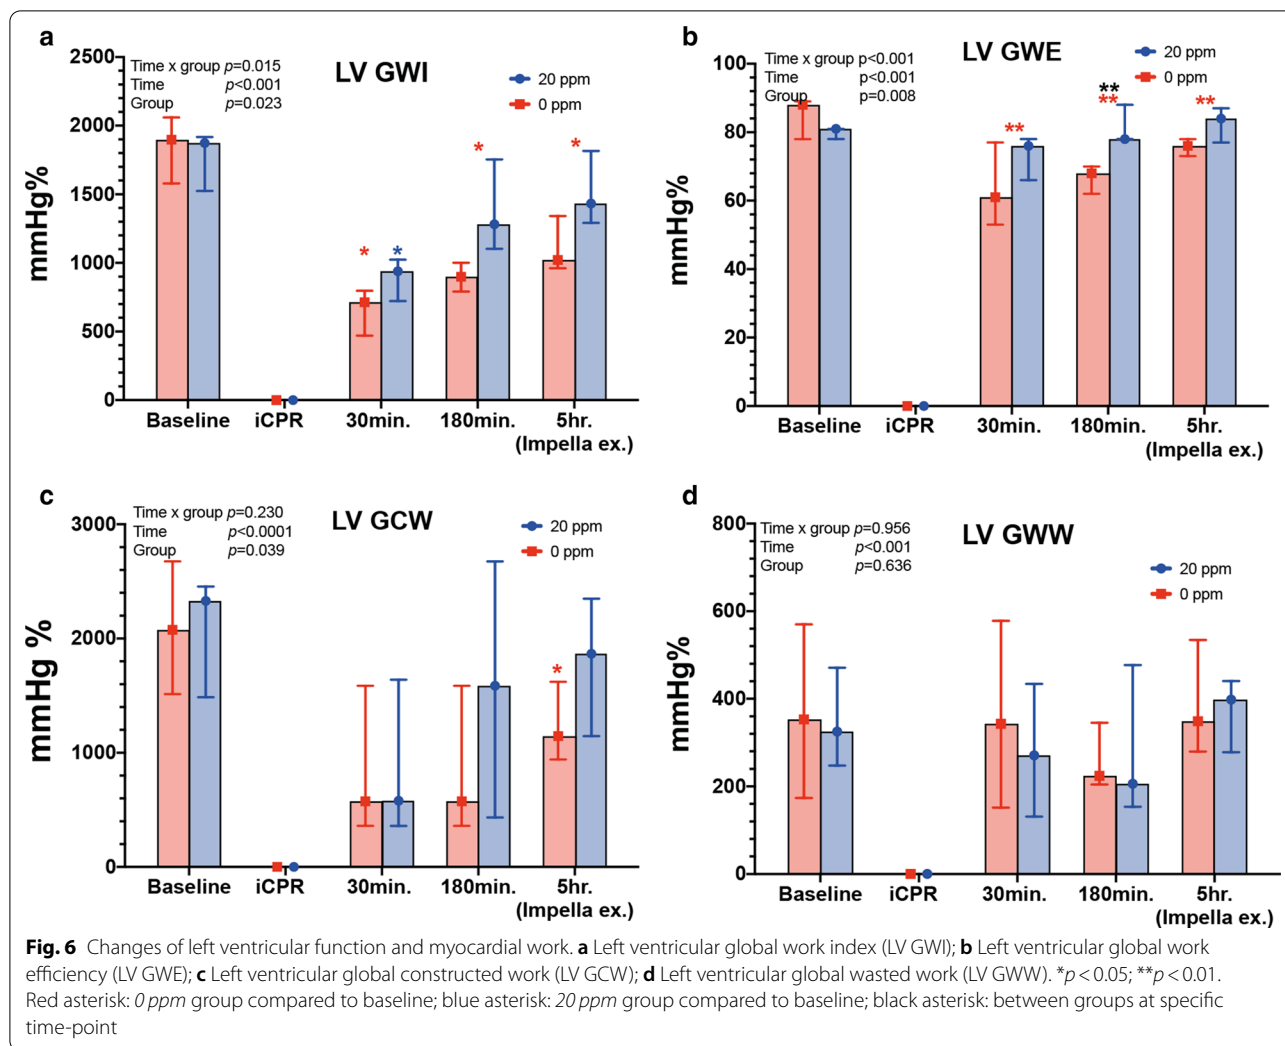 a
LV GWI
Time x group p=0.015
Time p<0.001
Group p=0.023
20 ppm
0 ppm
mmHg%
2500
2000
1500
1000
500
0
* * * *
Baseline iCPR 30min. 180min. 5hr.
(Impella ex.)
b
LV GWE
Time x group p<0.001
Time p<0.001
Group p=0.008
20 ppm
0 ppm
mmHg%
100
80
60
40
20
0
** ** ** **
Baseline iCPR 30min. 180min. 5hr.
(Impella ex.)
c
LV GCW
Time x group p=0.230
Time p<0.0001
Group p=0.039
20 ppm
0 ppm
mmHg %
3000
2000
1000
0
*
Baseline iCPR 30min. 180min. 5hr.
(Impella ex.)
d
LV GWW
Time x group p=0.956
Time p<0.001
Group p=0.636
20 ppm
0 ppm
mmHg%
800
600
400
200
0
Baseline iCPR 30min. 180min. 5hr.
(Impella ex.)
Fig. 6 Changes of left ventricular function and myocardial work. a Left ventricular global work index (LV GWI); b Left ventricular global work
efficiency (LV GWE); c Left ventricular global constructed work (LV GCW); d Left ventricular global wasted work (LV GWW). *p < 0.05; **p < 0.01.
Red asterisk: 0 ppm group compared to baseline; blue asterisk: 20 ppm group compared to baseline; black asterisk: between groups at specific
time-point